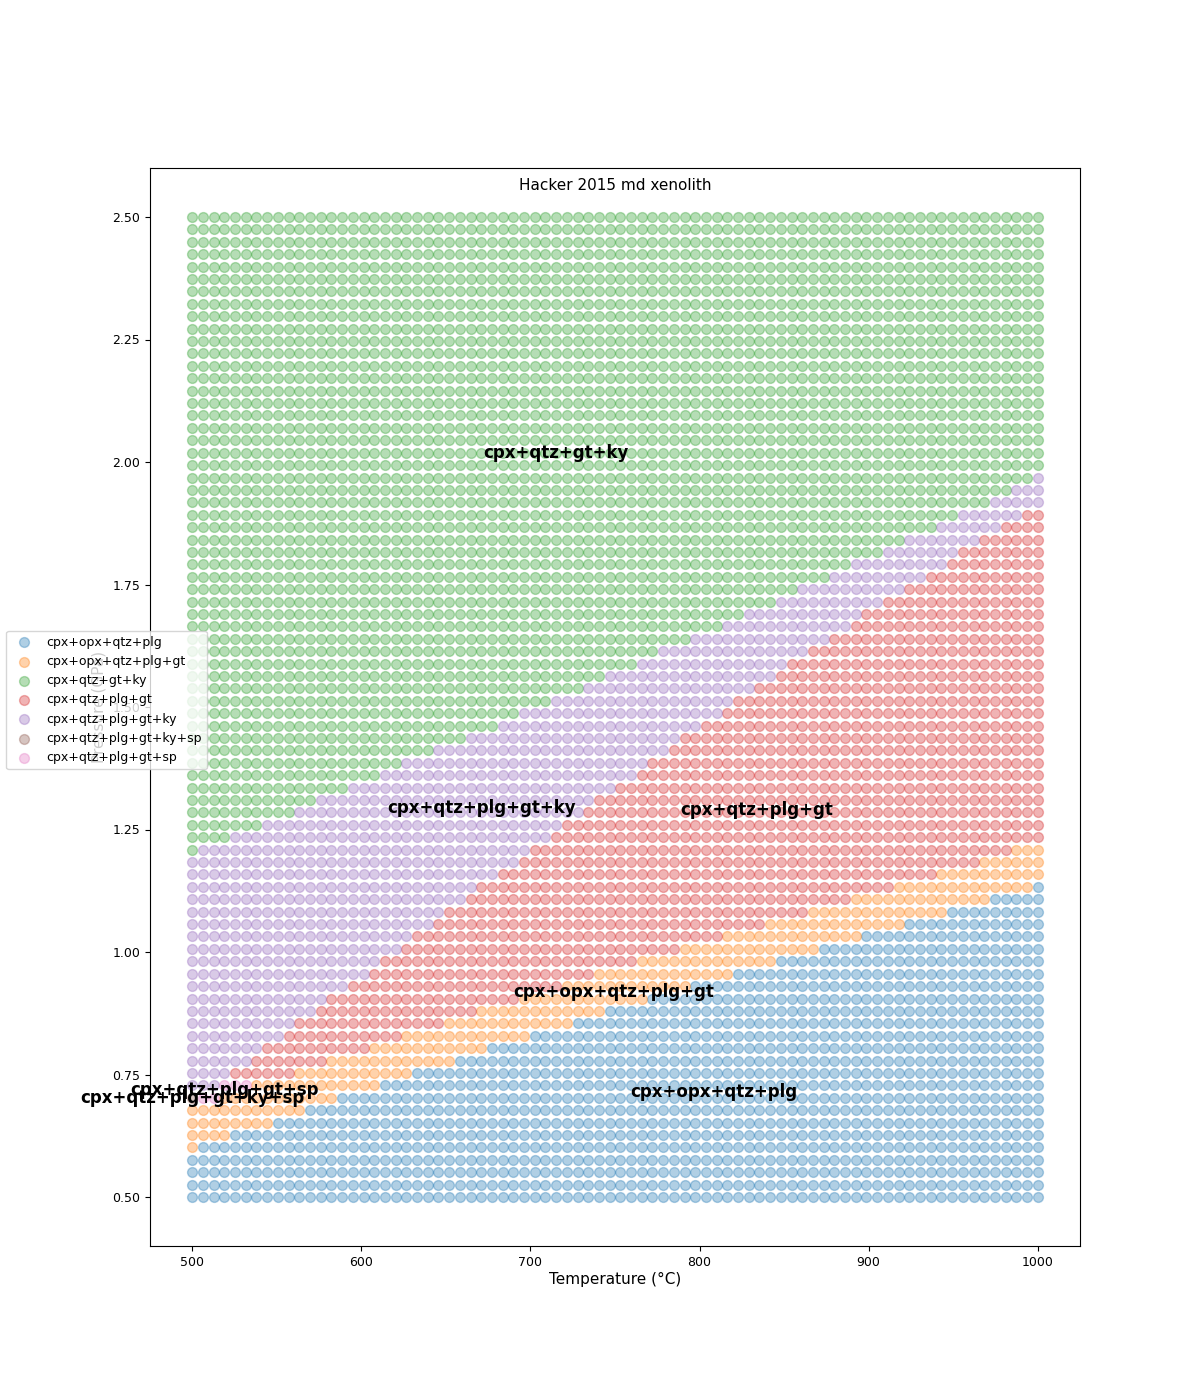 Hacker 2015 md xenolith
2.50
2.25
2.00
1.75
1.50
1.25
1.00
0.75
0.50
cpx+qtz+gt+ky
cpx+opx+qtz+plg
cpx+opx+qtz+plg+gt
cpx+qtz+gt+ky
cpx+qtz+plg+gt
cpx+qtz+plg+gt+ky
cpx+qtz+plg+gt+ky+sp
cpx+qtz+plg+gt+sp
cpx+qtz+plg+gt+ky
cpx+qtz+plg+gt
cpx+opx+qtz+plg+gt
cpx+qtz+plg+gt+sp
cpx+qtz+plg+gt+ky+sp
cpx+opx+qtz+plg
500
600
700
800
900
1000
Temperature (°C)